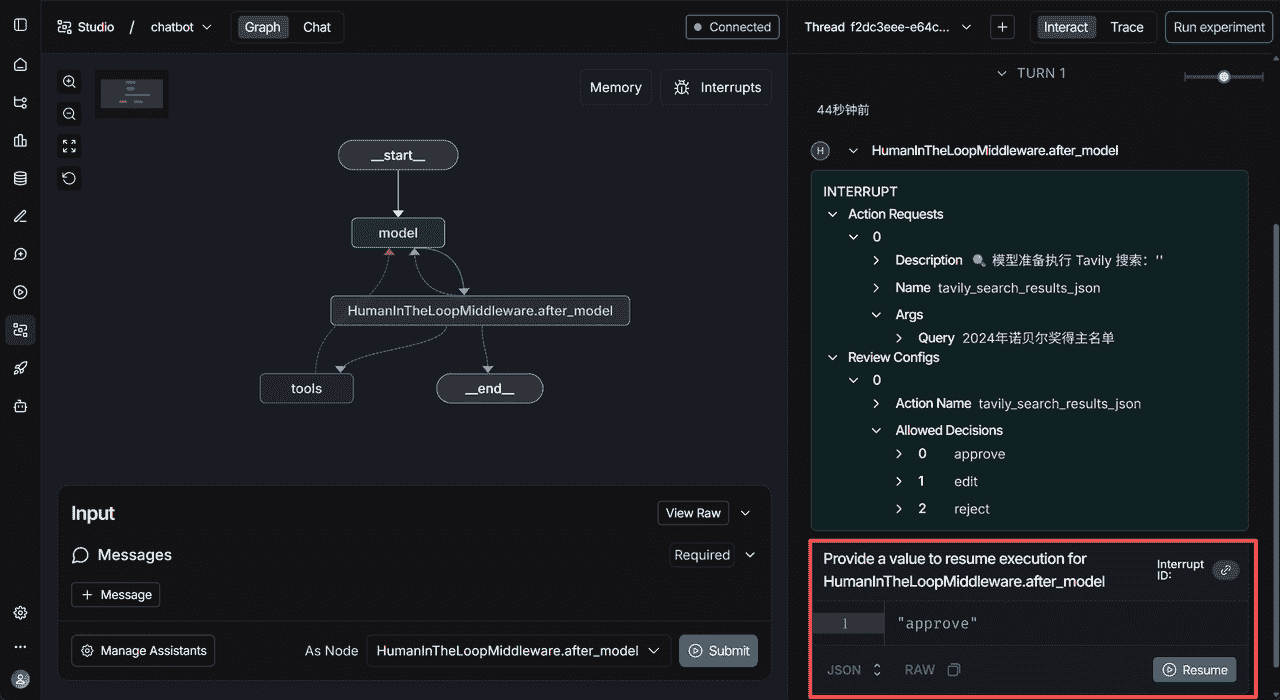 Studio / chatbot Graph Chat Connected
Thread f2dc3eee-e64c... + Interact Trace Run experiment
Memory Interrupts
__start__
model
HumanInTheLoopMiddleware.after_model
tools
__end__
Input View Raw
Messages Required
+ Message
Manage Assistants As Node HumanInTheLoopMiddleware.after_model Submit
TURN 1
44秒钟前
H HumanInTheLoopMiddleware.after_model
INTERRUPT
Action Requests
0
Description 🔍 模型准备执行 Tavily 搜索：''
Name tavily_search_results_json
Args
Query 2024年诺贝尔奖得主名单
Review Configs
0
Action Name tavily_search_results_json
Allowed Decisions
0 approve
1 edit
2 reject
Provide a value to resume execution for
HumanInTheLoopMiddleware.after_model
Interrupt
ID:
1 "approve"
JSON RAW Resume